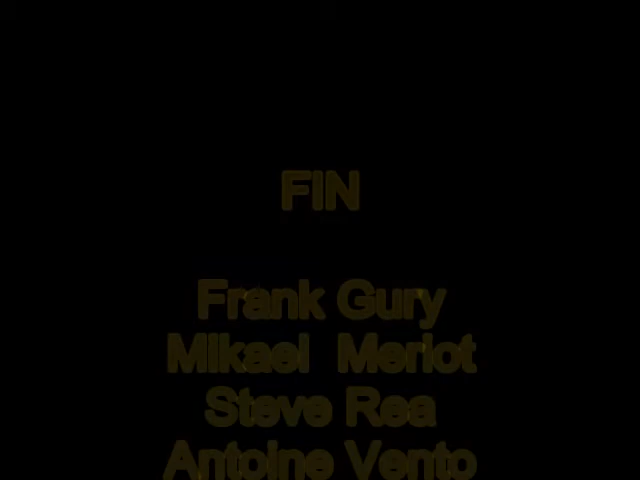 FIN
Frank Gury
Mikael Merlot
Steve Rea
Antoine Vento